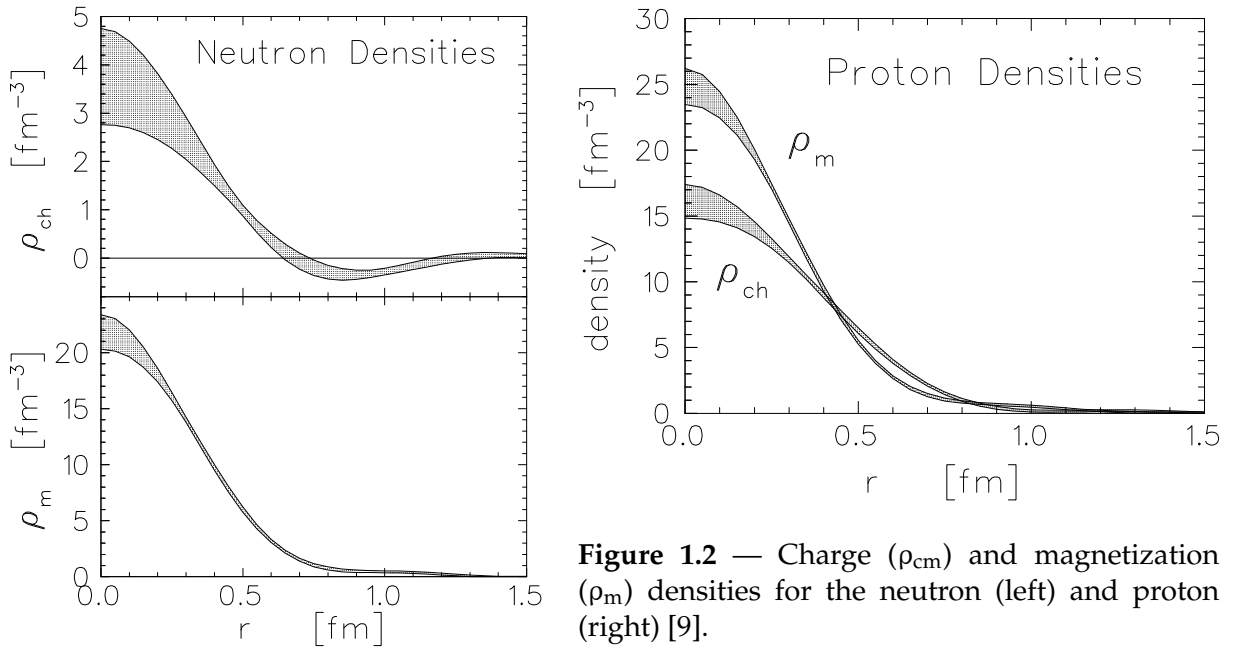 Neutron Densities
ρch [fm−3]
5
4
3
2
1
0
ρm [fm−3]
20
15
10
5
0
0.0 0.5 1.0 1.5
r [fm]
Proton Densities
density [fm−3]
30
25
20
15
10
5
0
ρm
ρch
0.0 0.5 1.0 1.5
r [fm]
Figure 1.2 — Charge (ρcm) and magnetization
(ρm) densities for the neutron (left) and proton
(right) [9].